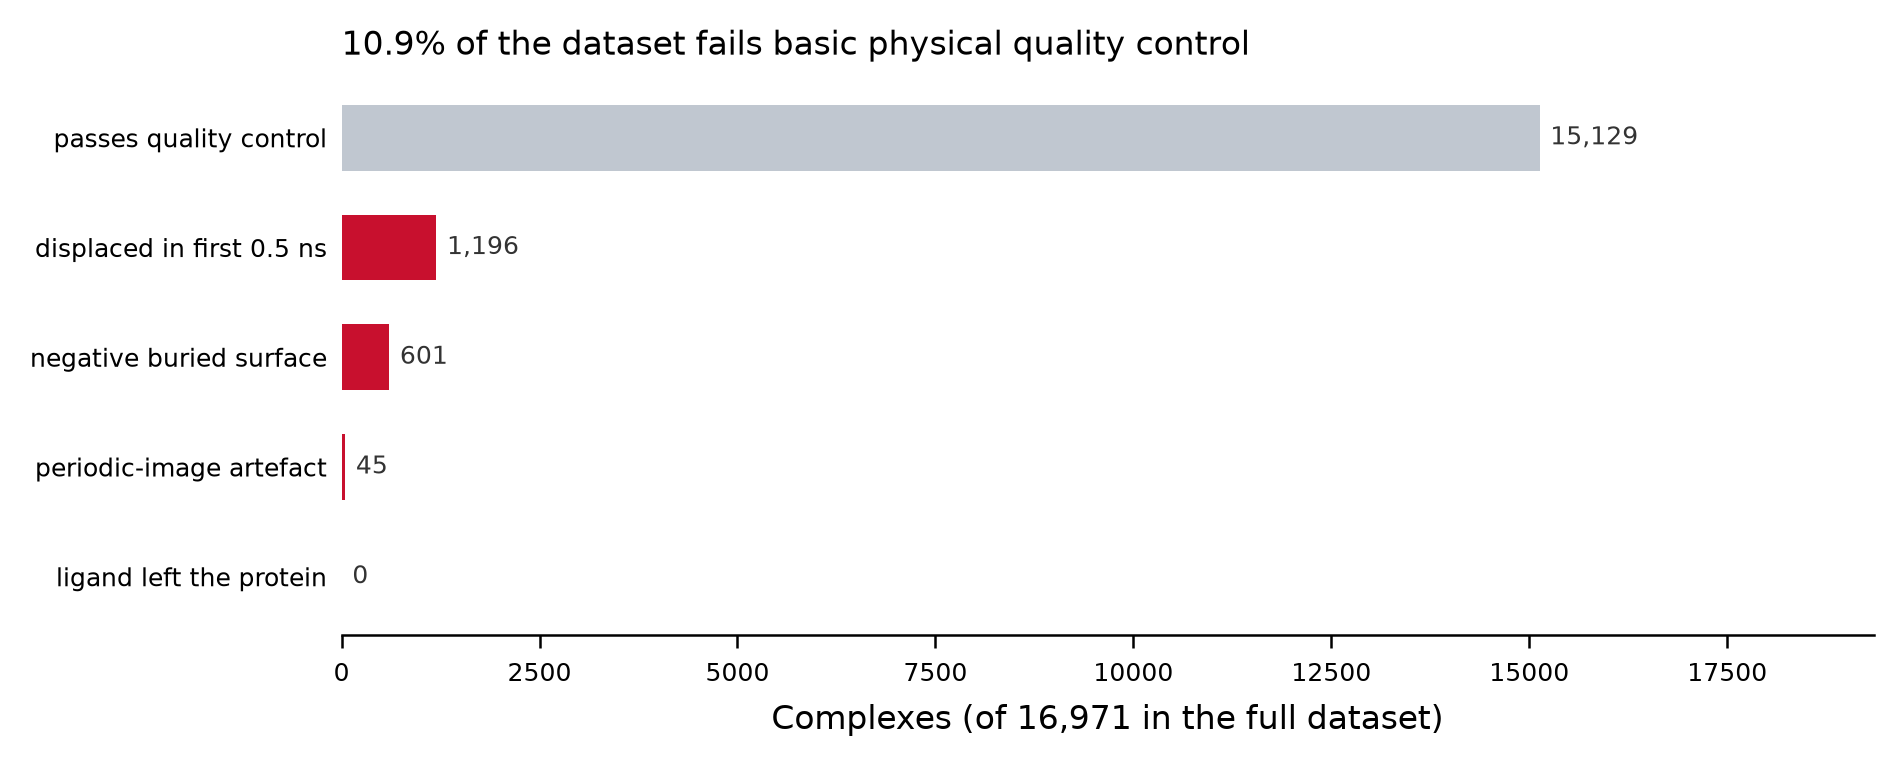 10.9% of the dataset fails basic physical quality control
passes quality control 15,129
displaced in first 0.5 ns 1,196
negative buried surface 601
periodic-image artefact 45
ligand left the protein 0
0 2500 5000 7500 10000 12500 15000 17500
Complexes (of 16,971 in the full dataset)